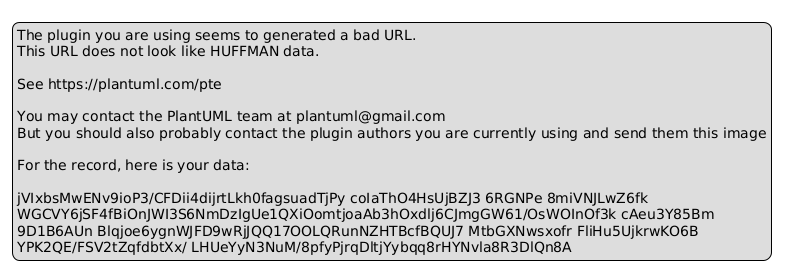 The plugin you are using seems to generated a bad URL.
This URL does not look like HUFFMAN data.
See https://plantuml.com/pte
You may contact the PlantUML team at plantuml@gmail.com
But you should also probably contact the plugin authors you are currently using and send them this image
For the record, here is your data:
jVIxbsMwENv9ioP3/CFDii4dijrtLkh0fagsuadTjPy coIaThO4HsUjBZJ3 6RGNPe 8miVNJLwZ6fk
WGCVY6jSF4fBiOnJWI3S6NmDzIgUe1QXiOomtjoaAb3hOxdlj6CJmgGW61/OsWOInOf3k cAeu3Y85Bm
9D1B6AUn Blqjoe6ygnWJFD9wRjJQQ17OOLQRunNZHTBcfBQUJ7 MtbGXNwsxofr FliHu5UjkrwKO6B
YPK2QE/FSV2tZqfdbtXx/ LHUeYyN3NuM/8pfyPjrqDltjYybqq8rHYNvla8R3DlQn8A